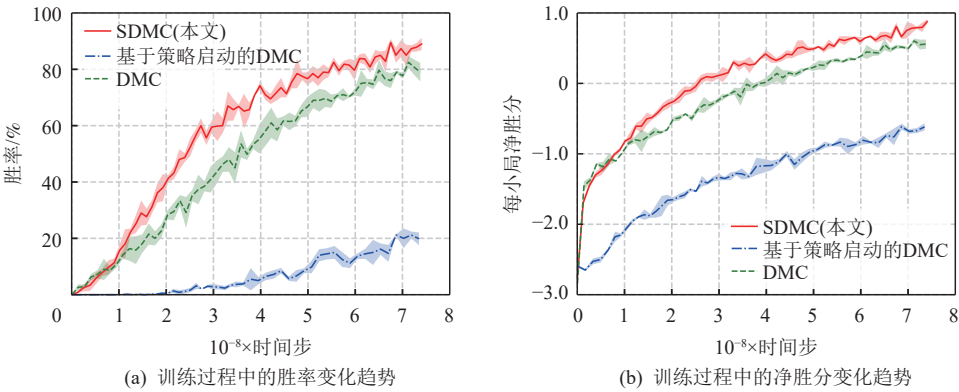 100
80
60
40
20
0 1 2 3 4 5 6 7 8
胜率/%
10⁻⁸×时间步
SDMC(本文)
基于策略启动的DMC
DMC
(a) 训练过程中的胜率变化趋势
1.0
0
−1.0
−2.0
−3.0
0 1 2 3 4 5 6 7 8
每小局净胜分
10⁻⁸×时间步
SDMC(本文)
基于策略启动的DMC
DMC
(b) 训练过程中的净胜分变化趋势